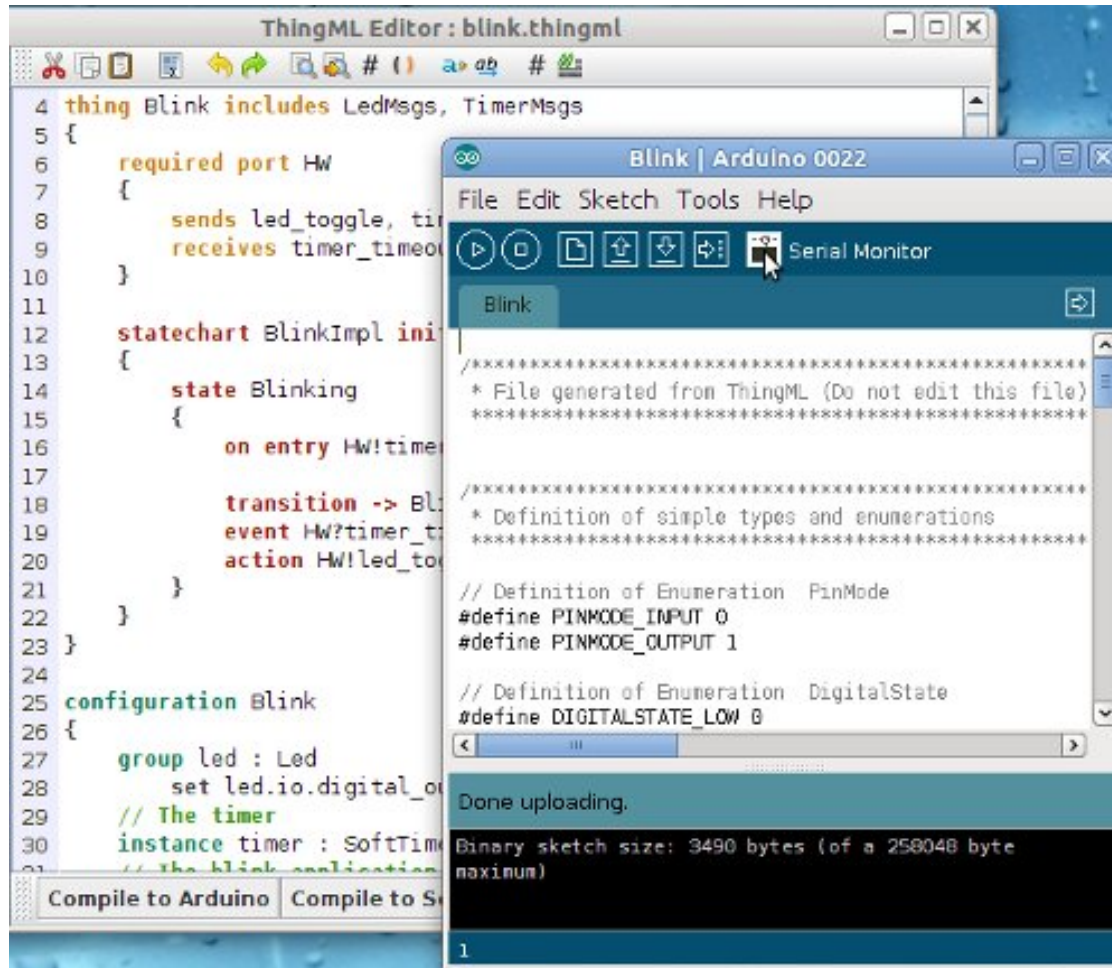 ThingML Editor : blink.thingml
4 thing Blink includes LedMsgs, TimerMsgs
5 {
6 required port HW
7 {
8 sends led_toggle,
9 receives timer_timeou
10 }
11
12 statechart BlinkImpl ini
13 {
14 state Blinking
15 {
16 on entry HW!time
17
18 transition -> Bl
19 event HW?timer_t
20 action HW!led_to
21 }
22 }
23 }
24
25 configuration Blink
26 {
27 group led : Led
28 set led.io.digital_o
29 // The timer
30 instance timer : SoftTim
// The blink application
Compile to Arduino Compile to S
Blink | Arduino 0022
File Edit Sketch Tools Help
Serial Monitor
Blink
/*********************************************************
* File generated from ThingML (Do not edit this file)
*********************************************************
/*********************************************************
* Definition of simple types and enumerations
*********************************************************
// Definition of Enumeration PinMode
#define PINMODE_INPUT 0
#define PINMODE_OUTPUT 1
// Definition of Enumeration DigitalState
#define DIGITALSTATE_LOW 0
Done uploading.
Binary sketch size: 3490 bytes (of a 258048 byte
maximum)
1